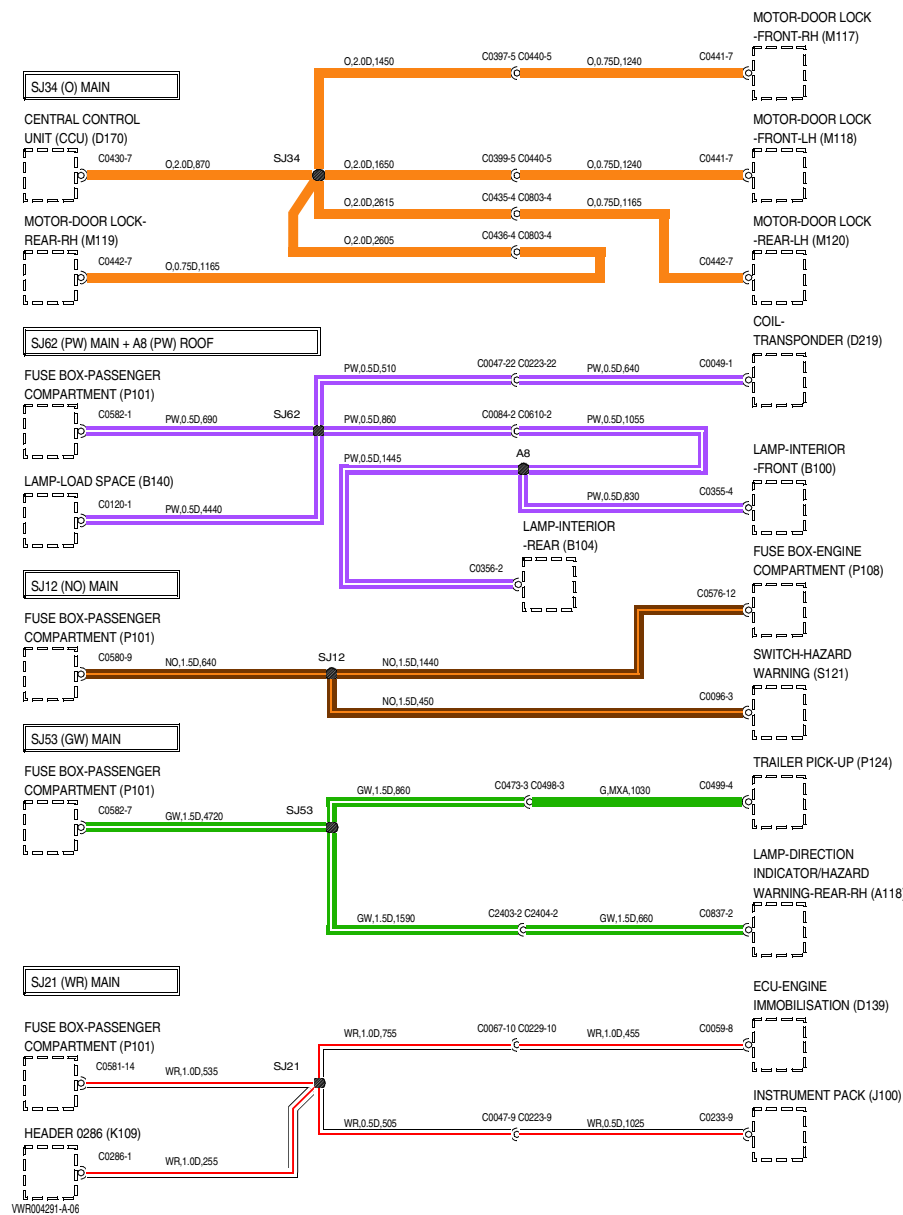 MOTOR-DOOR LOCK
-FRONT-RH (M117)
O,2.0D,1450
C0397-5 C0440-5
O,0.75D,1240
C0441-7
SJ34 (O) MAIN
CENTRAL CONTROL
UNIT (CCU) (D170)
C0430-7
O,2.0D,870
SJ34
MOTOR-DOOR LOCK
-FRONT-LH (M118)
O,2.0D,1650
C0399-5 C0440-5
O,0.75D,1240
C0441-7
O,2.0D,2615
C0435-4 C0803-4
O,0.75D,1165
MOTOR-DOOR LOCK-
REAR-RH (M119)
O,2.0D,2605
C0436-4 C0803-4
C0442-7
O,0.75D,1165
MOTOR-DOOR LOCK
-REAR-LH (M120)
C0442-7
SJ62 (PW) MAIN + A8 (PW) ROOF
COIL-
TRANSPONDER (D219)
PW,0.5D,510
C0047-22 C0223-22
PW,0.5D,640
C0049-1
FUSE BOX-PASSENGER
COMPARTMENT (P101)
C0582-1
PW,0.5D,690
SJ62
PW,0.5D,860
C0084-2 C0610-2
PW,0.5D,1055
PW,0.5D,1445
A8
LAMP-INTERIOR
-FRONT (B100)
PW,0.5D,830
C0355-4
LAMP-LOAD SPACE (B140)
C0120-1
PW,0.5D,4440
LAMP-INTERIOR
-REAR (B104)
C0356-2
SJ12 (NO) MAIN
FUSE BOX-ENGINE
COMPARTMENT (P108)
C0576-12
FUSE BOX-PASSENGER
COMPARTMENT (P101)
C0580-9
NO,1.5D,640
SJ12
NO,1.5D,1440
SWITCH-HAZARD
WARNING (S121)
NO,1.5D,450
C0096-3
SJ53 (GW) MAIN
TRAILER PICK-UP (P124)
FUSE BOX-PASSENGER
COMPARTMENT (P101)
C0582-7
GW,1.5D,4720
SJ53
GW,1.5D,860
C0473-3 C0498-3
G,MXA,1030
C0499-4
LAMP-DIRECTION
INDICATOR/HAZARD
WARNING-REAR-RH (A118)
GW,1.5D,1590
C2403-2 C2404-2
GW,1.5D,660
C0837-2
SJ21 (WR) MAIN
ECU-ENGINE
IMMOBILISATION (D139)
FUSE BOX-PASSENGER
COMPARTMENT (P101)
WR,1.0D,755
C0067-10 C0229-10
WR,1.0D,455
C0059-8
C0581-14
WR,1.0D,535
SJ21
INSTRUMENT PACK (J100)
WR,0.5D,505
C0047-9 C0223-9
WR,0.5D,1025
C0233-9
HEADER 0286 (K109)
C0286-1
WR,1.0D,255
VWR004291-A-06